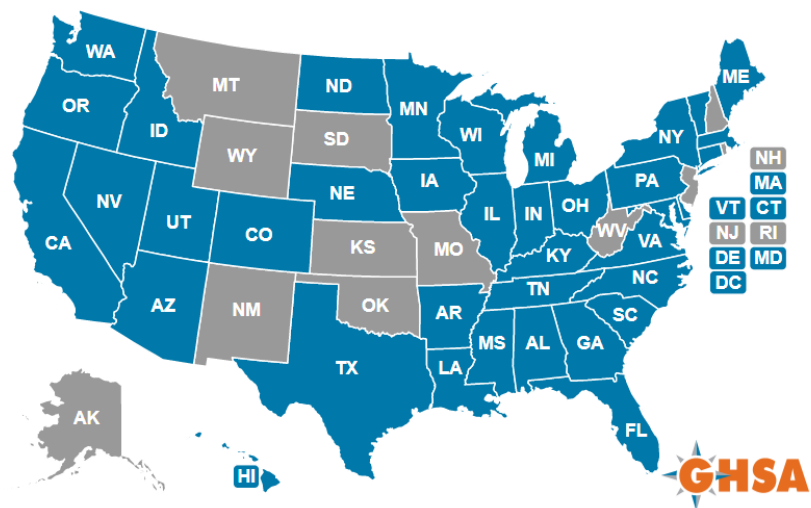 WA
MT
ND
MN
ME
OR
ID
SD
WI
MI
NY
WY
NH
MA
NE
IA
PA
NV
UT
CO
IL
IN
OH
VT
CT
CA
KS
MO
KY
WV
VA
NJ
RI
DE
MD
AZ
NM
OK
AR
TN
NC
DC
SC
TX
LA
MS
AL
GA
AK
FL
HI
GHSA